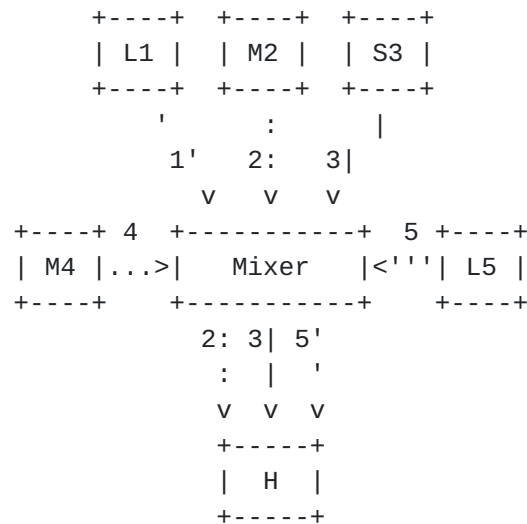 +----+  +----+  +----+
| L1 |  | M2 |  | S3 |
+----+  +----+  +----+
'      :      |
1'   2:   3|
v   v   v
+----+ 4  +-----------+  5 +----+
| M4 |...>|   Mixer   |<'''| L5 |
+----+    +-----------+    +----+
2: 3| 5'
:  |  '
v  v  v
+-----+
|  H  |
+-----+